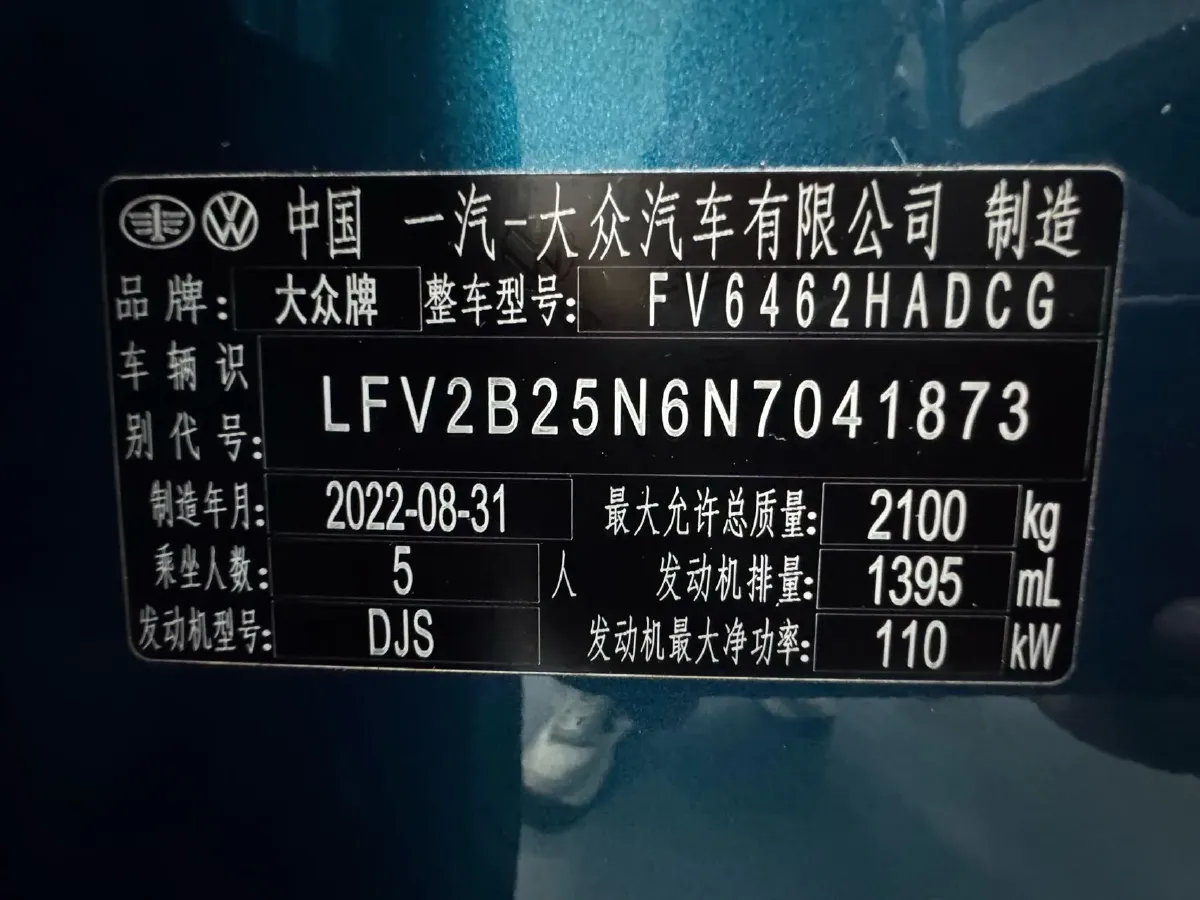 中国 一汽-大众汽车有限公司 制造
品牌: 大众牌 整车型号: FV6462HADCG
车辆识
别代号: LFV2B25N6N7041873
制造年月: 2022-08-31 最大允许总质量: 2100 kg
乘坐人数: 5 人 发动机排量: 1395 mL
发动机型号: DJS 发动机最大净功率: 110 kW